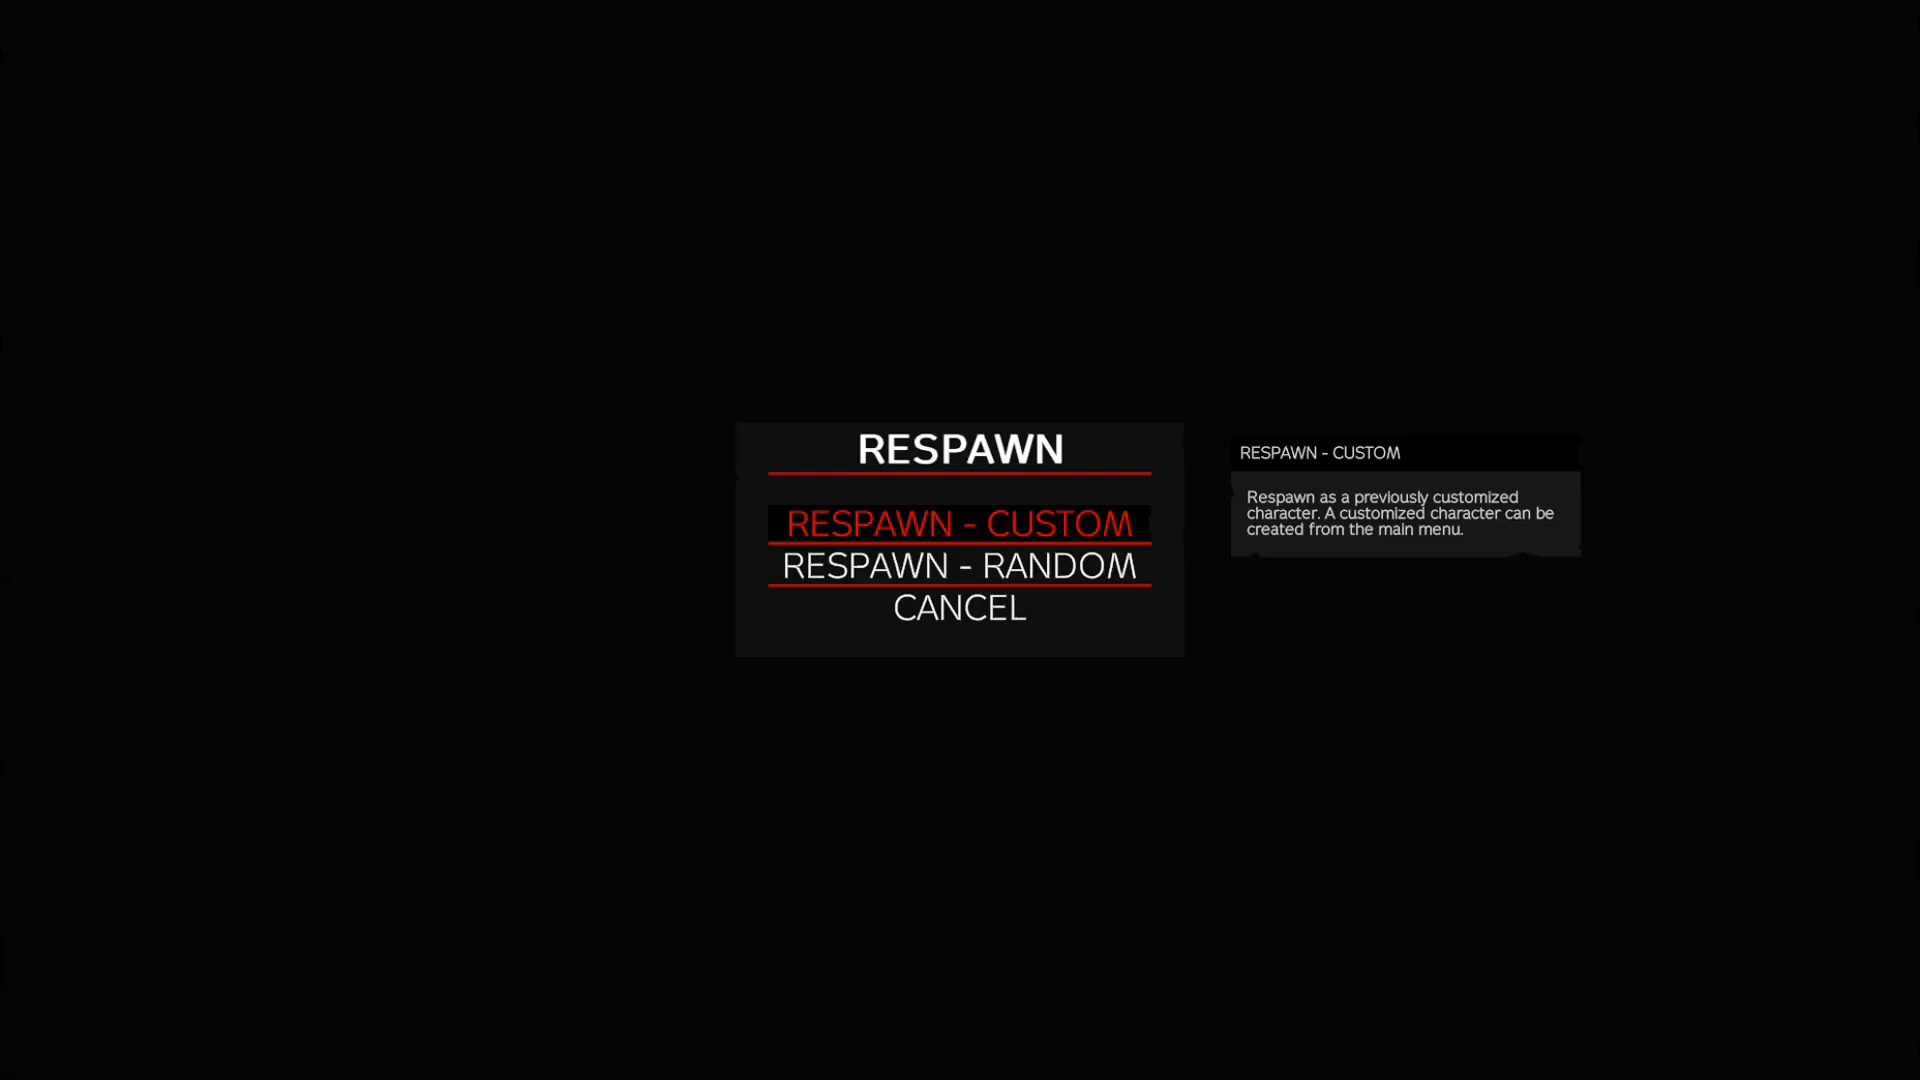 RESPAWN
RESPAWN - CUSTOM
RESPAWN - RANDOM
CANCEL
RESPAWN - CUSTOM
Respawn as a previously customized
character. A customized character can be
created from the main menu.